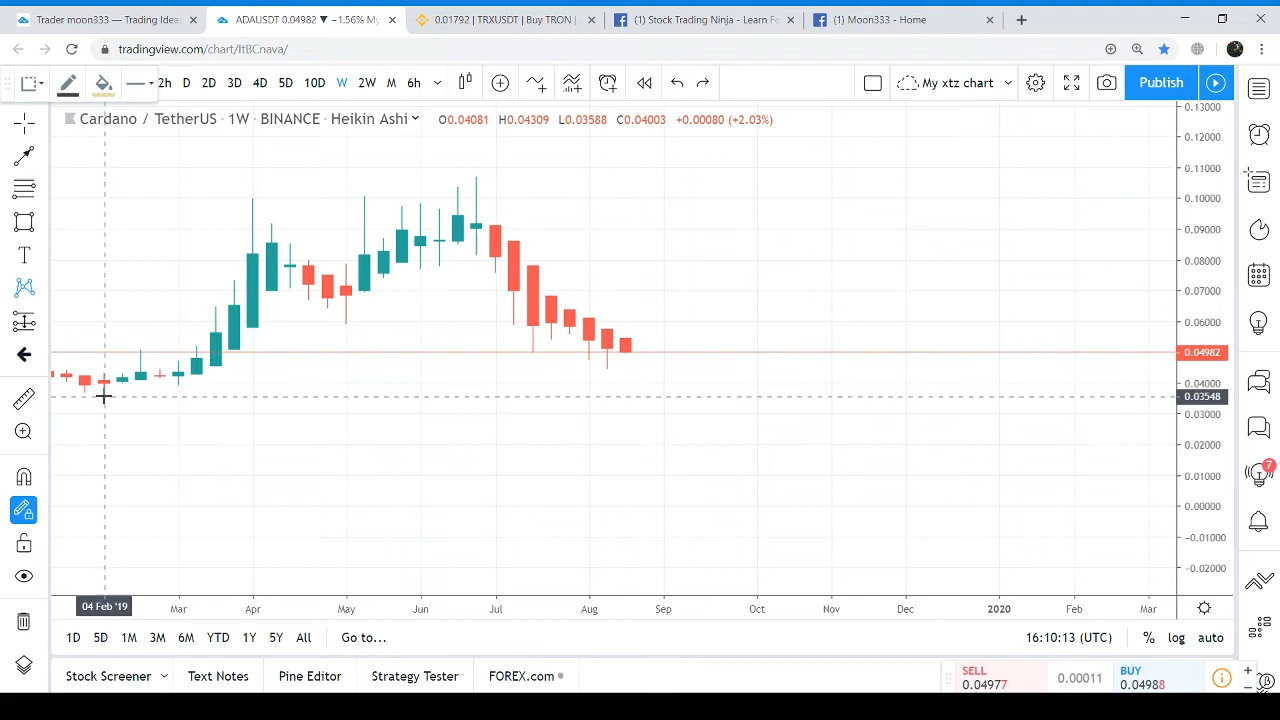 Trader moon333 — Trading Idea
ADAUSDT 0.04982 ▼ −1.56% My
0.01792 | TRXUSDT | Buy TRON |
(1) Stock Trading Ninja - Learn Fo
(1) Moon333 - Home
tradingview.com/chart/ItBCnava/
2h D 2D 3D 4D 5D 10D W 2W M 6h
My xtz chart
Publish
Cardano / TetherUS · 1W · BINANCE · Heikin Ashi
O0.04081 H0.04309 L0.03588 C0.04003 +0.00080 (+2.03%)
0.13000
0.12000
0.11000
0.10000
0.09000
0.08000
0.07000
0.06000
0.04982
0.04000
0.03548
0.03000
0.02000
0.01000
0.00000
−0.01000
−0.02000
7
04 Feb '19 Mar Apr May Jun Jul Aug Sep Oct Nov Dec 2020 Feb Mar
1D 5D 1M 3M 6M YTD 1Y 5Y All Go to...
16:10:13 (UTC) % log auto
Stock Screener Text Notes Pine Editor Strategy Tester FOREX.com
SELL
0.04977
0.00011
BUY
0.04988